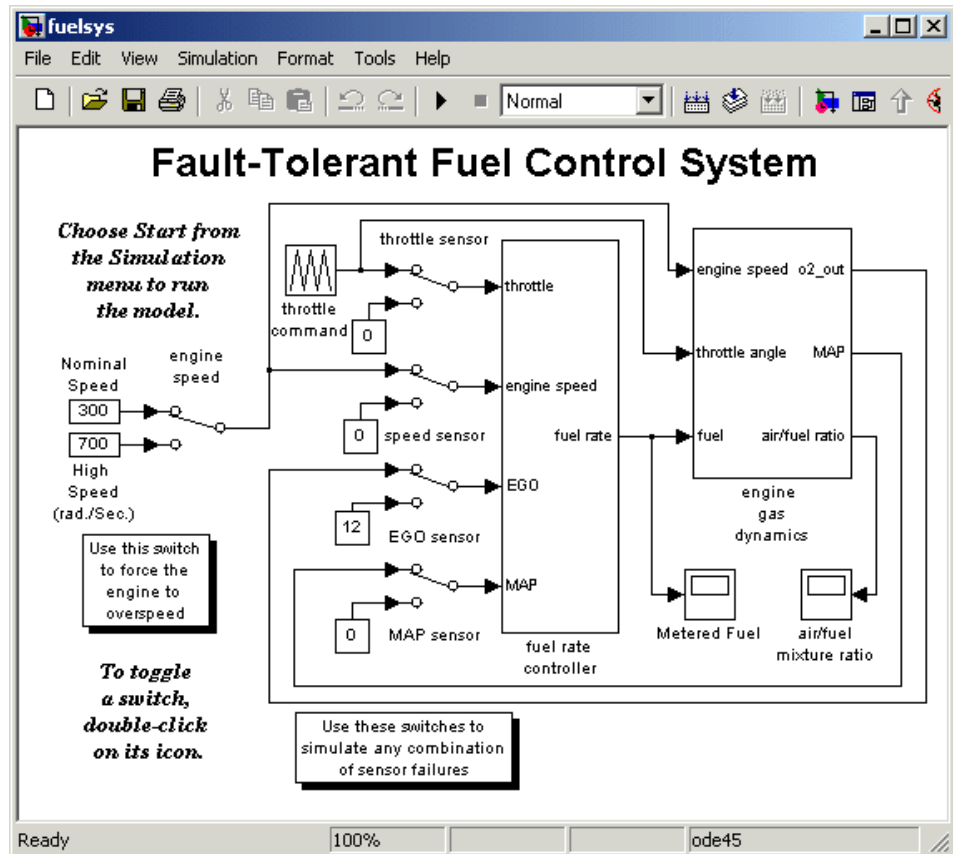 fuelsys
File Edit View Simulation Format Tools Help
Normal
Fault-Tolerant Fuel Control System
Choose Start from
the Simulation
menu to run
the model.
throttle sensor
throttle
command
0
throttle
engine speed
o2_out
throttle angle
MAP
Nominal
Speed
engine
speed
300
700
High
Speed
(rad./Sec.)
engine speed
0
speed sensor
fuel rate
fuel
air/fuel ratio
EGO
12
EGO sensor
engine
gas
dynamics
Use this switch
to force the
engine to
overspeed
MAP
0
MAP sensor
fuel rate
controller
Metered Fuel
air/fuel
mixture ratio
To toggle
a switch,
double-click
on its icon.
Use these switches to
simulate any combination
of sensor failures
Ready
100%
ode45